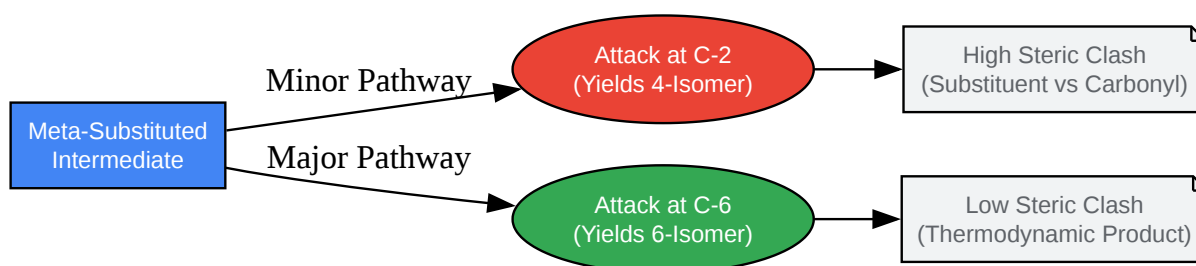 Meta-Substituted
Intermediate
Minor Pathway
Major Pathway
Attack at C-2
(Yields 4-Isomer)
High Steric Clash
(Substituent vs Carbonyl)
Attack at C-6
(Yields 6-Isomer)
Low Steric Clash
(Thermodynamic Product)